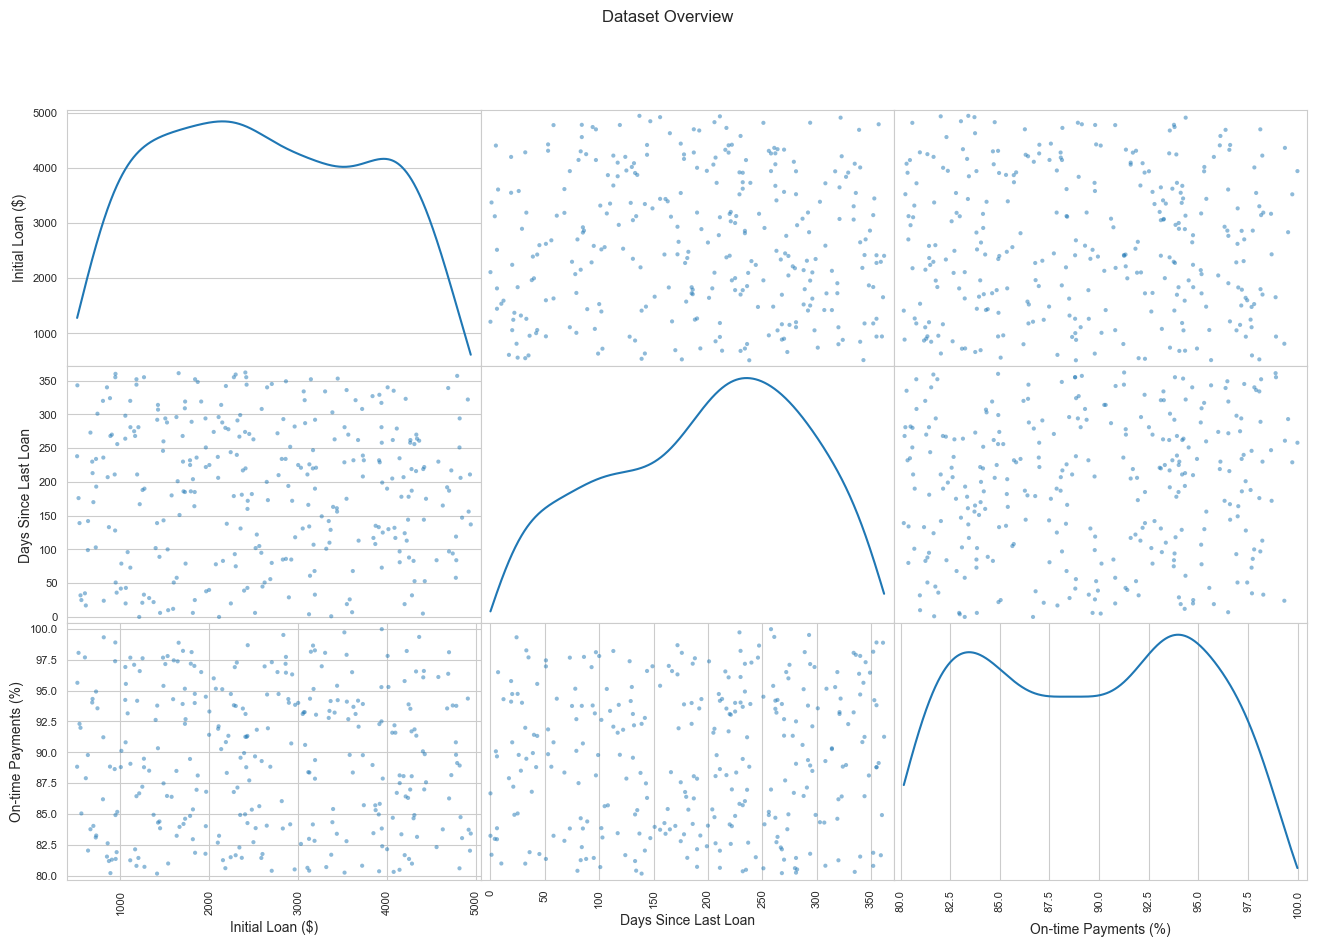 Dataset Overview
5000
4000
3000
2000
1000
Initial Loan ($)
350
300
250
200
150
100
50
0
Days Since Last Loan
100.0
97.5
95.0
92.5
90.0
87.5
85.0
82.5
80.0
On-time Payments (%)
1000 2000 3000 4000 5000
Initial Loan ($)
0 50 100 150 200 250 300 350
Days Since Last Loan
80.0 82.5 85.0 87.5 90.0 92.5 95.0 97.5 100.0
On-time Payments (%)